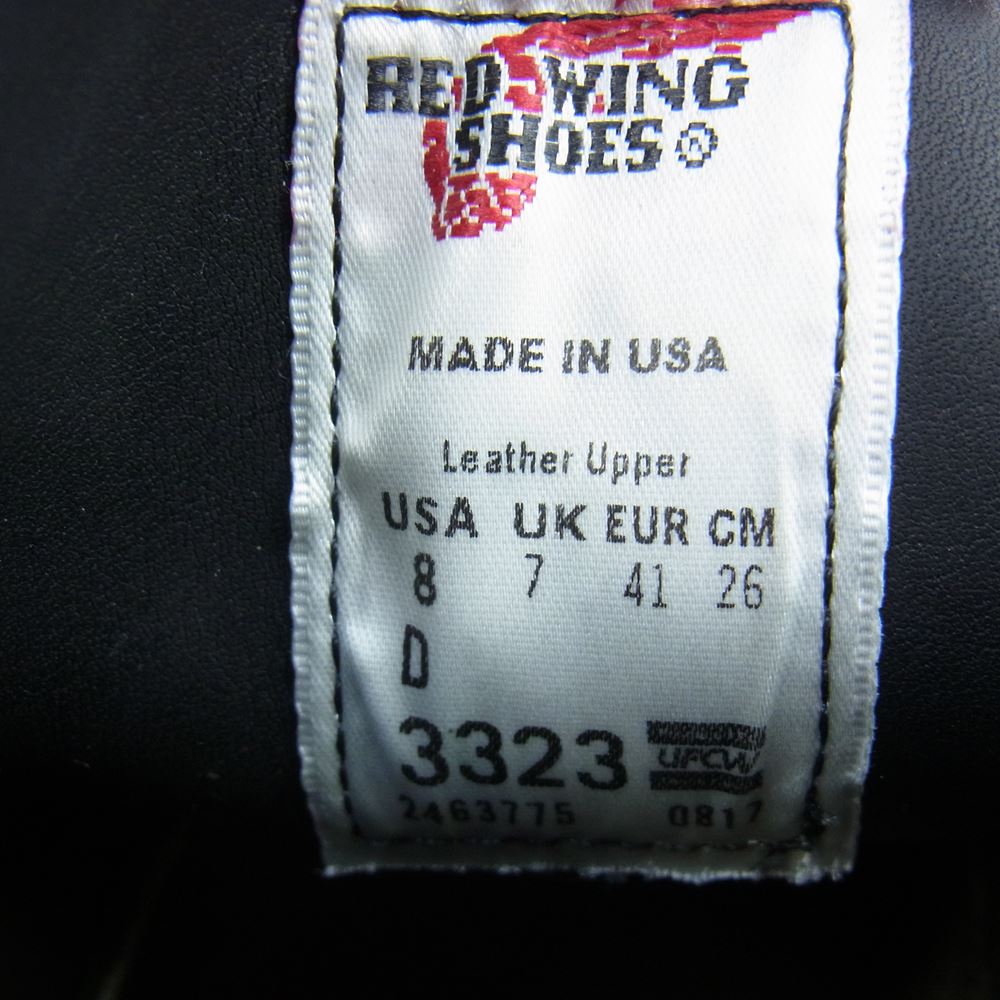 RED WING
SHOES®
MADE IN USA
Leather Upper
USA UK EUR CM
8 7 41 26
D
3323 UFCW
2463775 0817